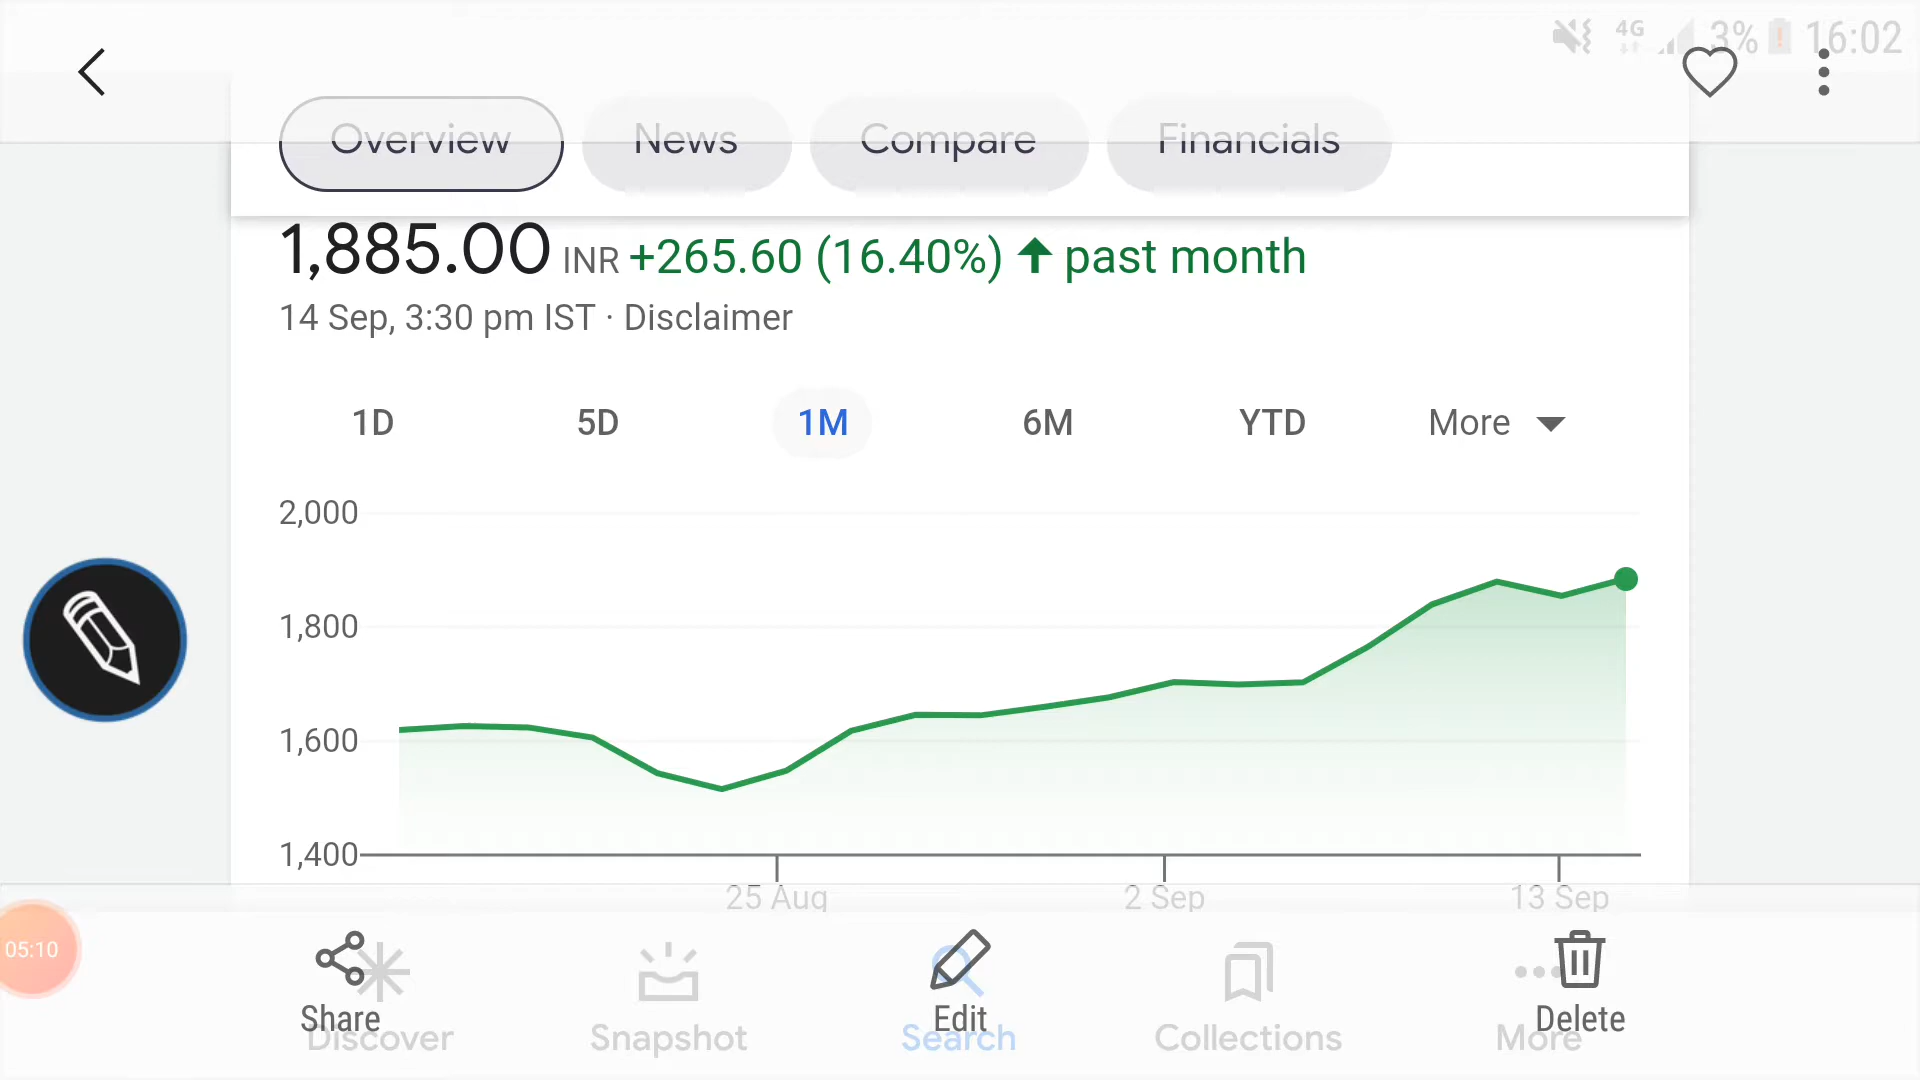 4G 3% 16:02
Overview News Compare Financials
1,885.00 INR +265.60 (16.40%) ↑ past month
14 Sep, 3:30 pm IST · Disclaimer
1D 5D 1M 6M YTD More
2,000
1,800
1,600
1,400
25 Aug 2 Sep 13 Sep
05:10
Share Edit Delete
Discover Snapshot Search Collections More